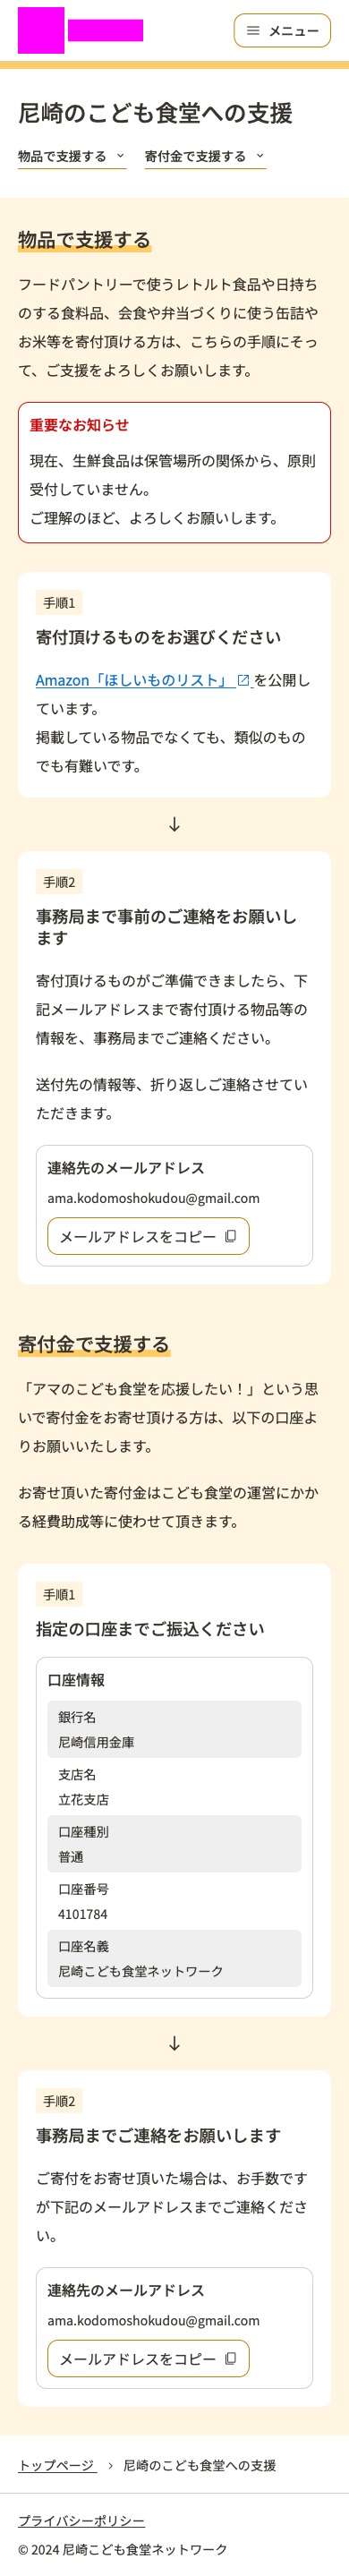 メニュー
尼崎のこども食堂への支援
物品で支援する
寄付金で支援する
物品で支援する
フードパントリーで使うレトルト食品や日持ち
のする食料品、会食や弁当づくりに使う缶詰や
お米等を寄付頂ける方は、こちらの手順にそっ
て、ご支援をよろしくお願いします。
重要なお知らせ
現在、生鮮食品は保管場所の関係から、原則
受付していません。
ご理解のほど、よろしくお願いします。
手順1
寄付頂けるものをお選びください
Amazon「ほしいものリスト」を公開し
ています。
掲載している物品でなくても、類似のもの
でも有難いです。
手順2
事務局まで事前のご連絡をお願いし
ます
寄付頂けるものがご準備できましたら、下
記メールアドレスまで寄付頂ける物品等の
情報を、事務局までご連絡ください。
送付先の情報等、折り返しご連絡させてい
ただきます。
連絡先のメールアドレス
ama.kodomoshokudou@gmail.com
メールアドレスをコピー
寄付金で支援する
「アマのこども食堂を応援したい！」という思
いで寄付金をお寄せ頂ける方は、以下の口座よ
りお願いいたします。
お寄せ頂いた寄付金はこども食堂の運営にかか
る経費助成等に使わせて頂きます。
手順1
指定の口座までご振込ください
口座情報
銀行名
尼崎信用金庫
支店名
立花支店
口座種別
普通
口座番号
4101784
口座名義
尼崎こども食堂ネットワーク
手順2
事務局までご連絡をお願いします
ご寄付をお寄せ頂いた場合は、お手数です
が下記のメールアドレスまでご連絡くださ
い。
連絡先のメールアドレス
ama.kodomoshokudou@gmail.com
メールアドレスをコピー
トップページ
尼崎のこども食堂への支援
プライバシーポリシー
© 2024 尼崎こども食堂ネットワーク